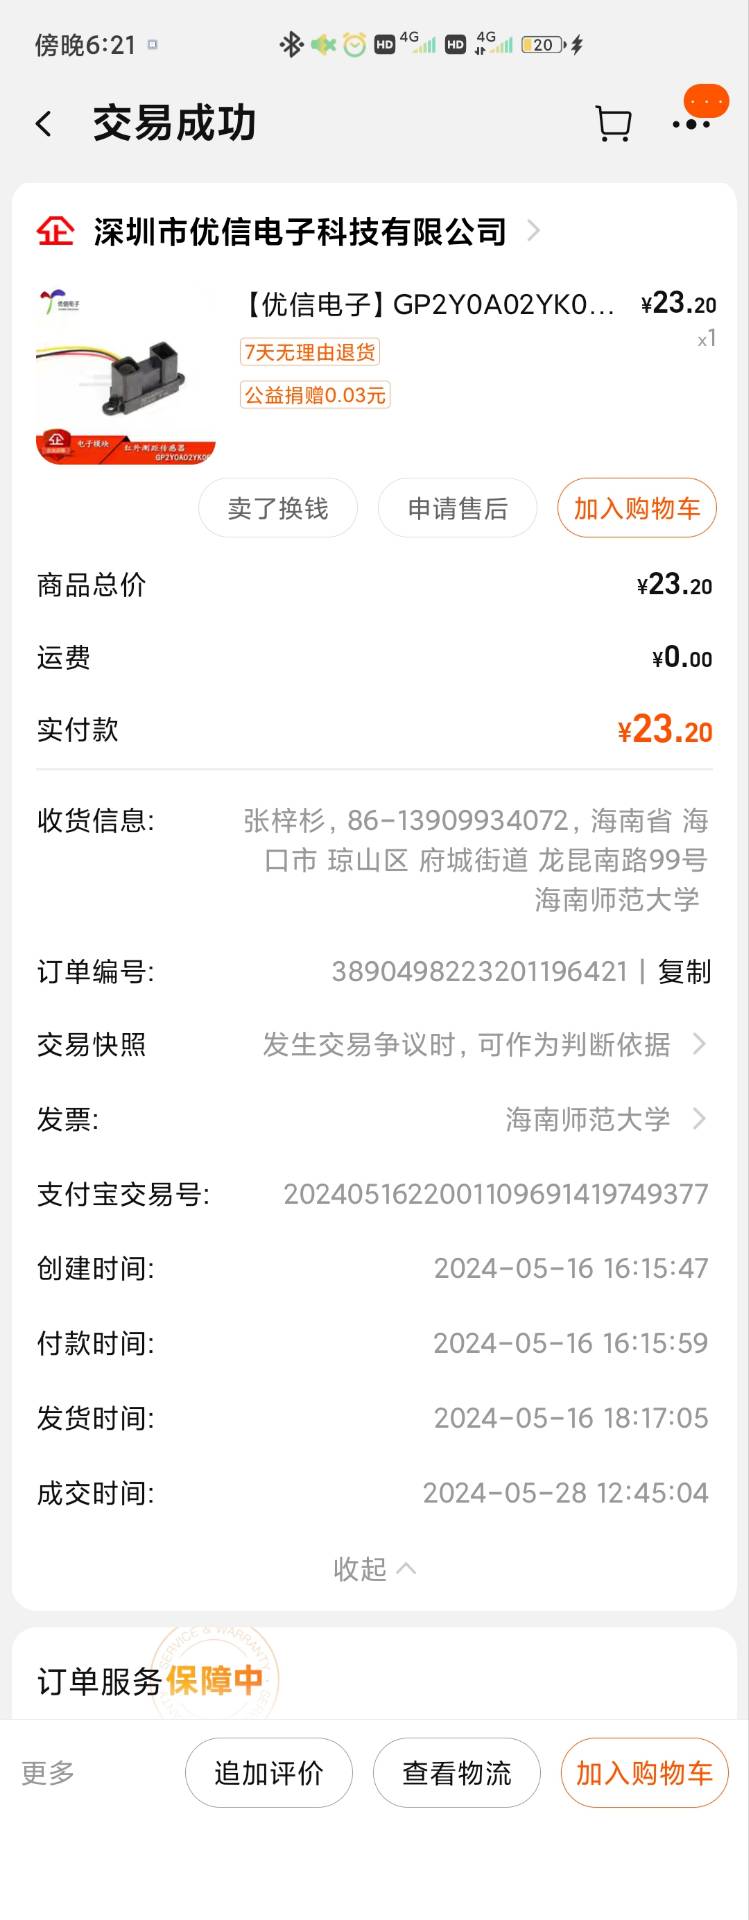 傍晚6:21
HD 4G HD 4G 20
交易成功
企 深圳市优信电子科技有限公司
优信电子
【优信电子】GP2Y0A02YK0... ¥23.20
x1
7天无理由退货
公益捐赠0.03元
企 电子模块 红外测距传感器
GP2Y0A02YK0
卖了换钱 申请售后 加入购物车
商品总价 ¥23.20
运费 ¥0.00
实付款 ¥23.20
收货信息: 张梓杉, 86-13909934072, 海南省 海
口市 琼山区 府城街道 龙昆南路99号
海南师范大学
订单编号: 3890498223201196421 | 复制
交易快照 发生交易争议时, 可作为判断依据
发票: 海南师范大学
支付宝交易号: 2024051622001109691419749377
创建时间: 2024-05-16 16:15:47
付款时间: 2024-05-16 16:15:59
发货时间: 2024-05-16 18:17:05
成交时间: 2024-05-28 12:45:04
收起
SERVICE & WARRANTY
订单服务保障中
更多 追加评价 查看物流 加入购物车